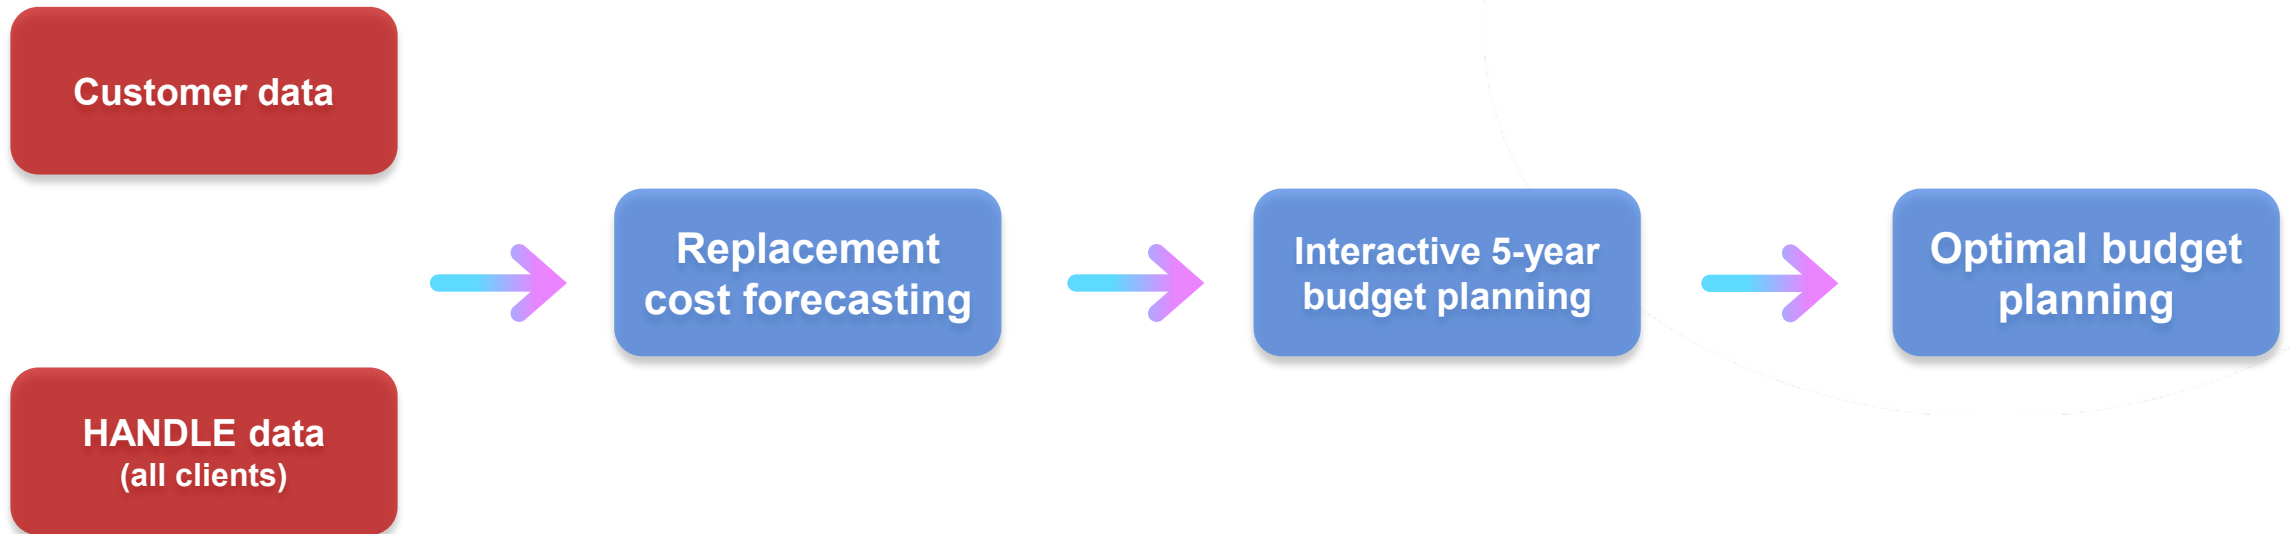 Customer data
HANDLE data
(all clients)
Replacement
cost forecasting
Interactive 5-year
budget planning
Optimal budget
planning